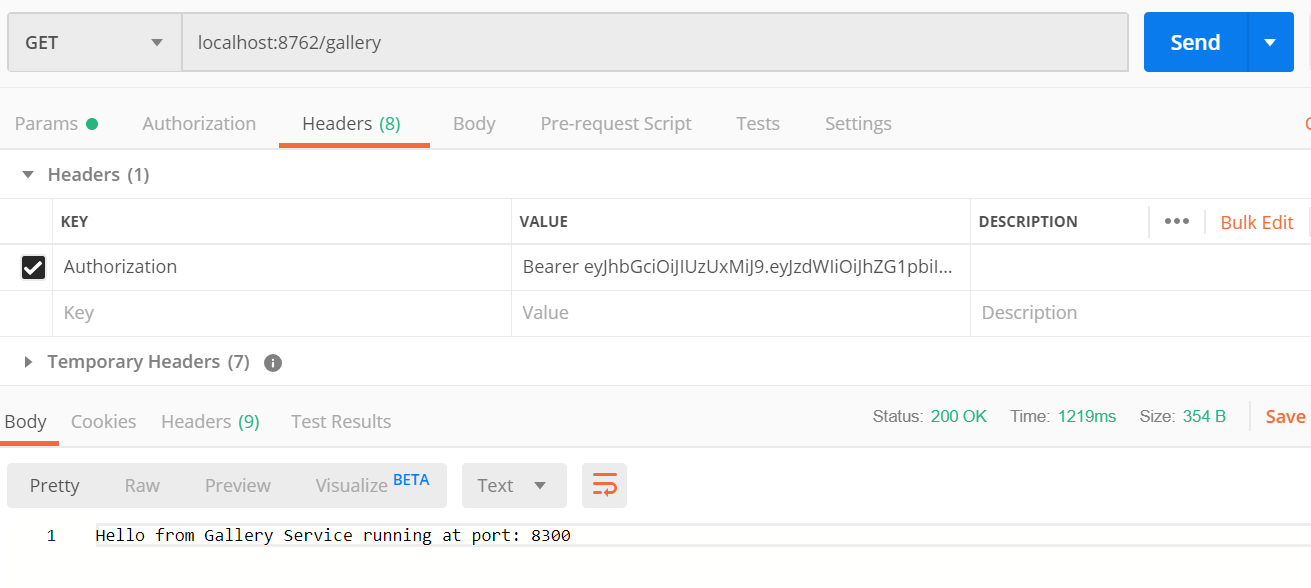 GET localhost:8762/gallery Send
Params Authorization Headers (8) Body Pre-request Script Tests Settings
Headers (1)
KEY VALUE DESCRIPTION ••• Bulk Edit
Authorization Bearer eyJhbGciOiJIUzUxMiJ9.eyJzdWIiOiJhZG1pbiI...
Key Value Description
Temporary Headers (7) i
Body Cookies Headers (9) Test Results Status: 200 OK Time: 1219ms Size: 354 B Save
Pretty Raw Preview Visualize BETA Text
1 Hello from Gallery Service running at port: 8300